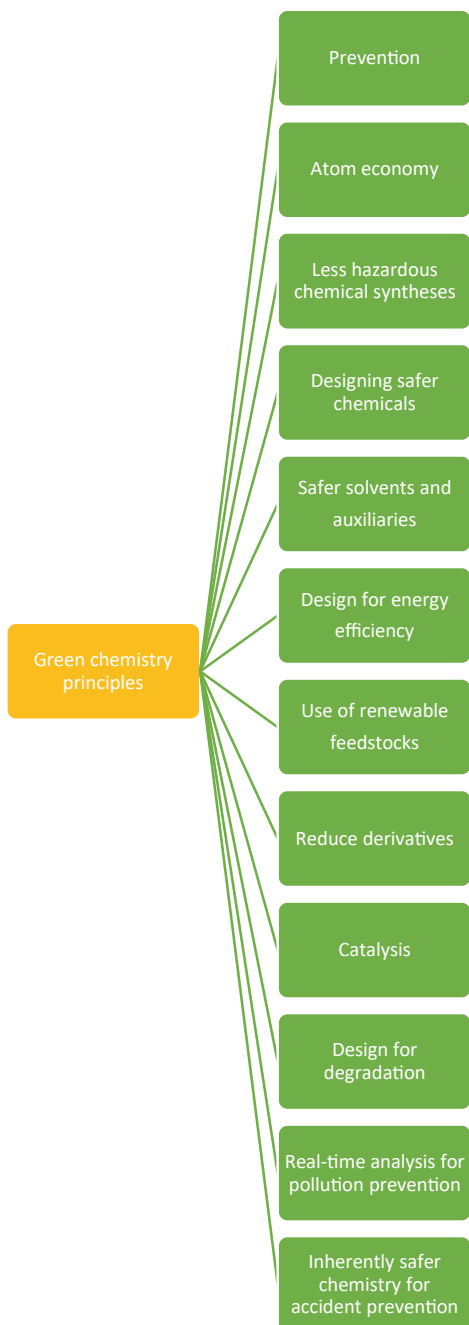 Prevention
Atom economy
Less hazardous
chemical syntheses
Designing safer
chemicals
Safer solvents and
auxiliaries
Design for energy
efficiency
Green chemistry
principles
Use of renewable
feedstocks
Reduce derivatives
Catalysis
Design for
degradation
Real-time analysis for
pollution prevention
Inherently safer
chemistry for
accident prevention